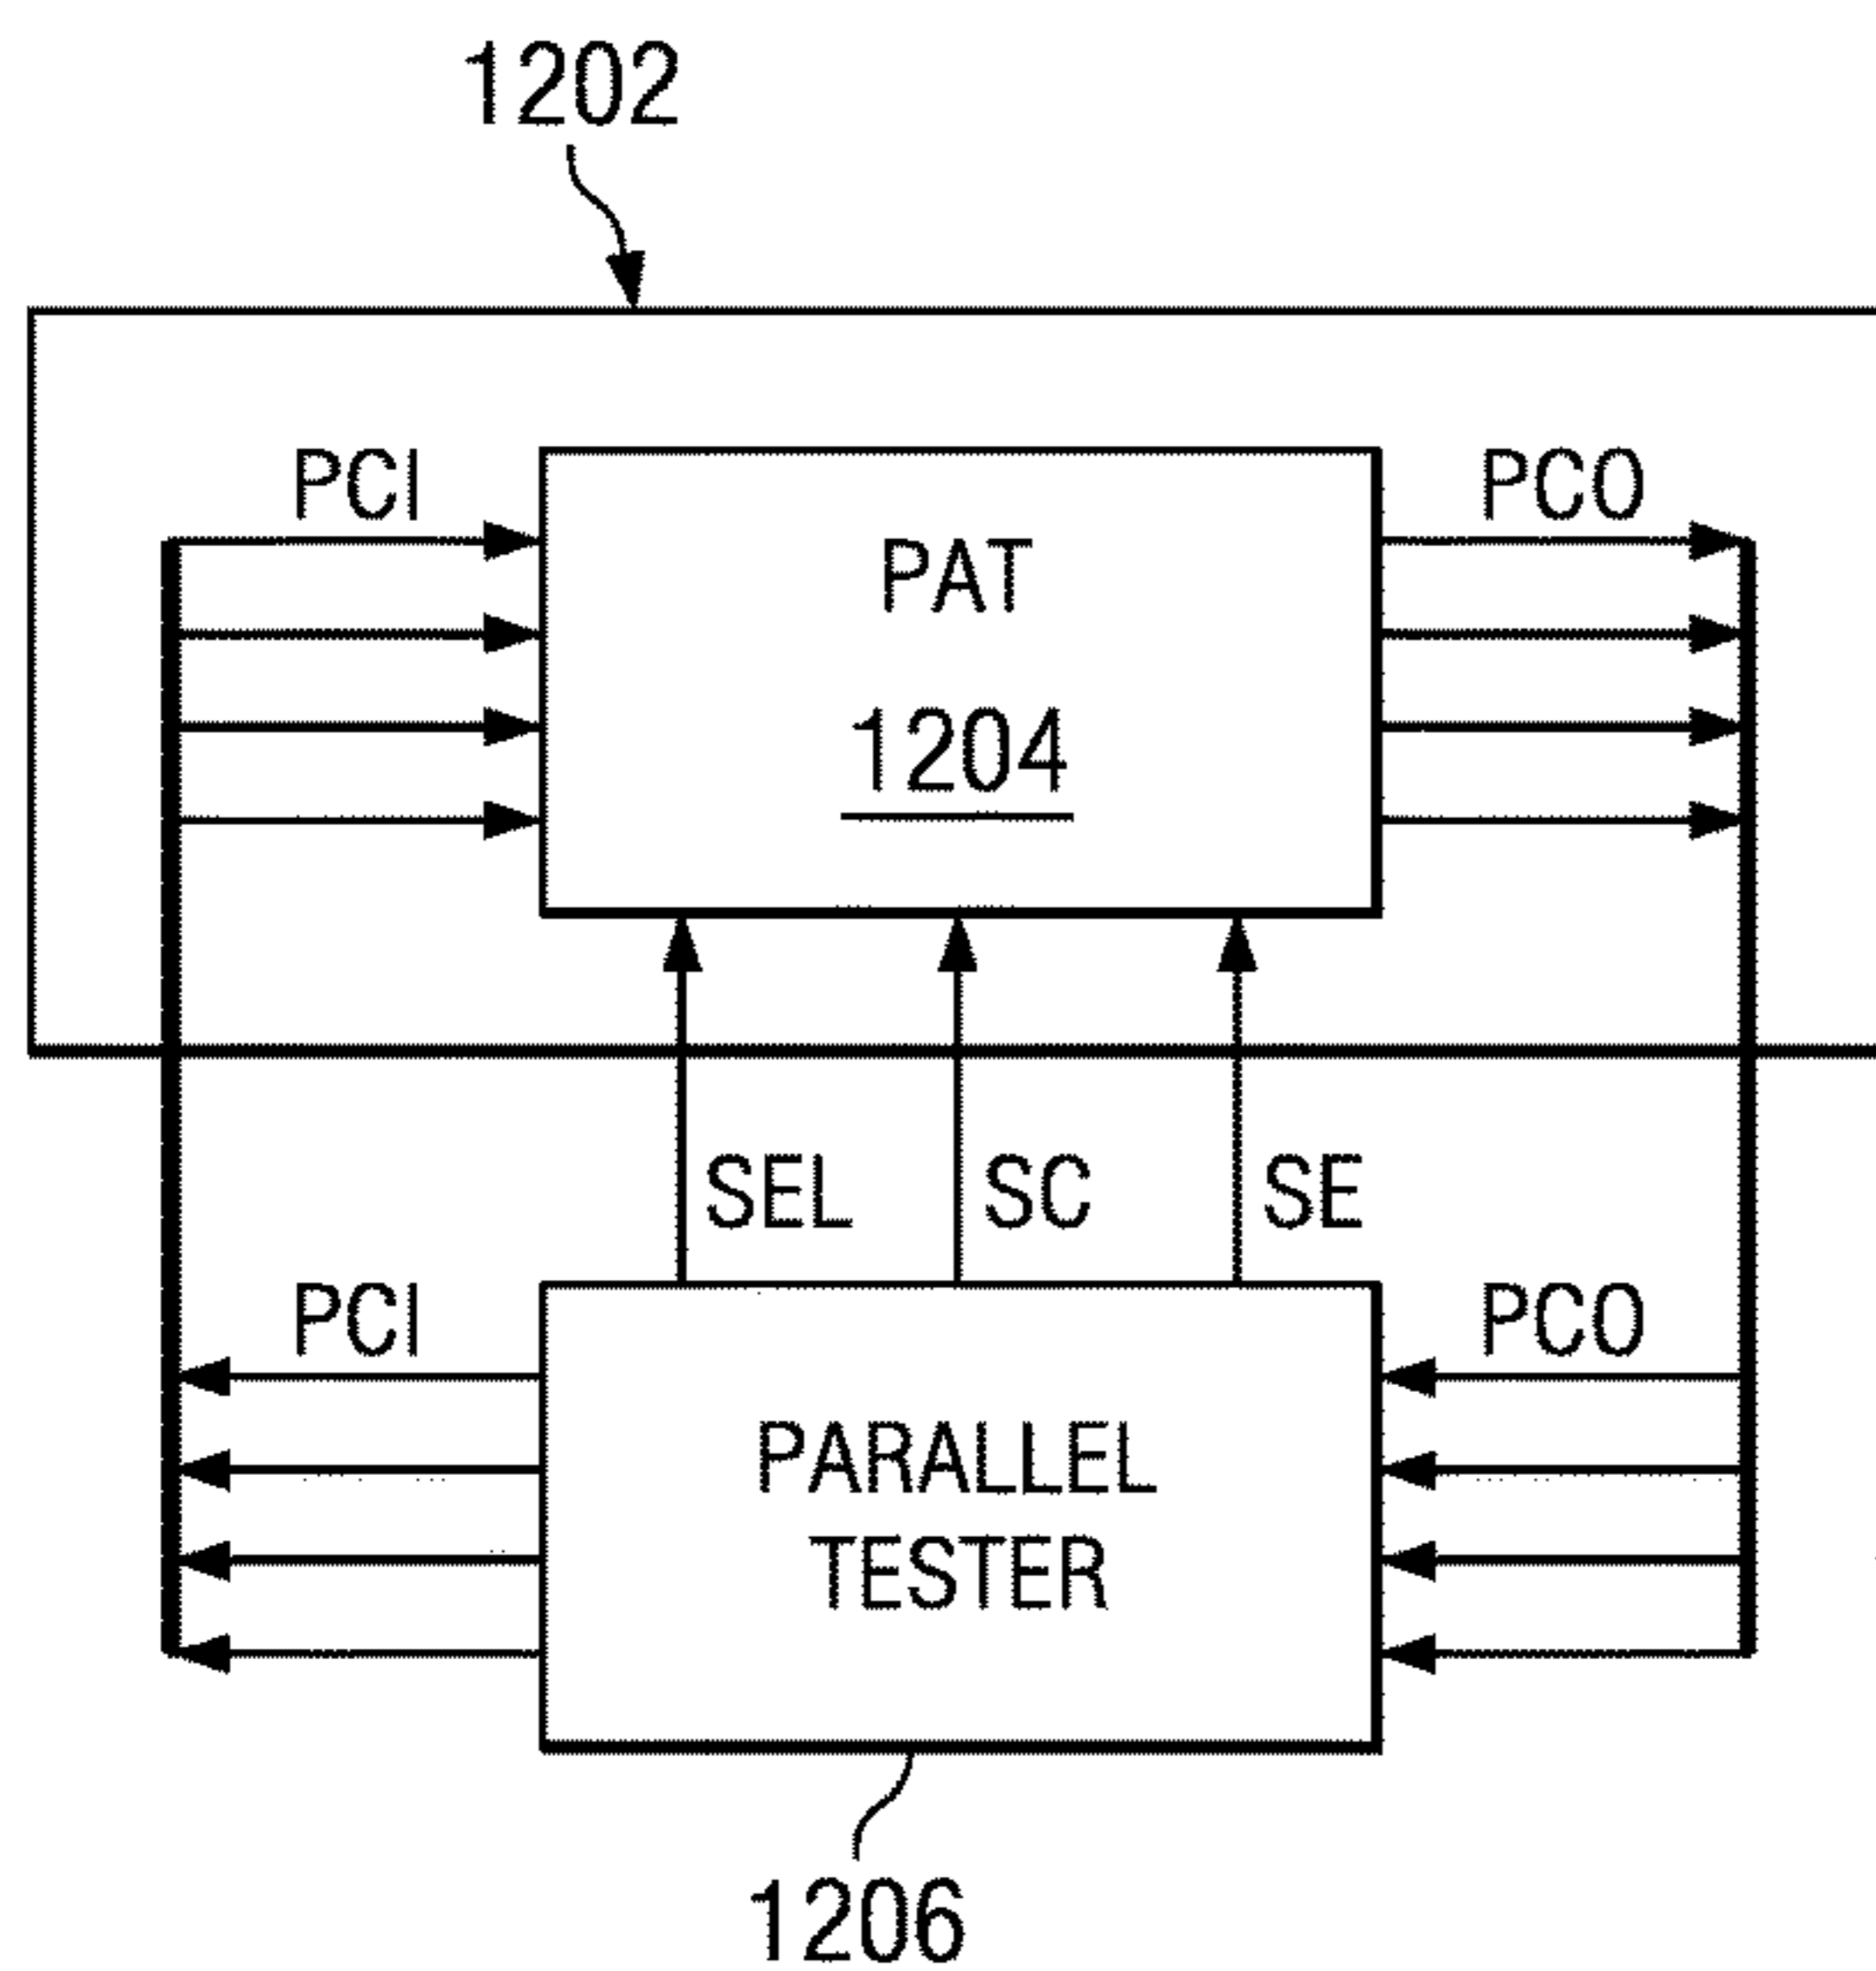 1202
PCI
PAT
PCO
1204
SEL
SC
SE
PCI
PCO
PARALLEL
TESTER
1206